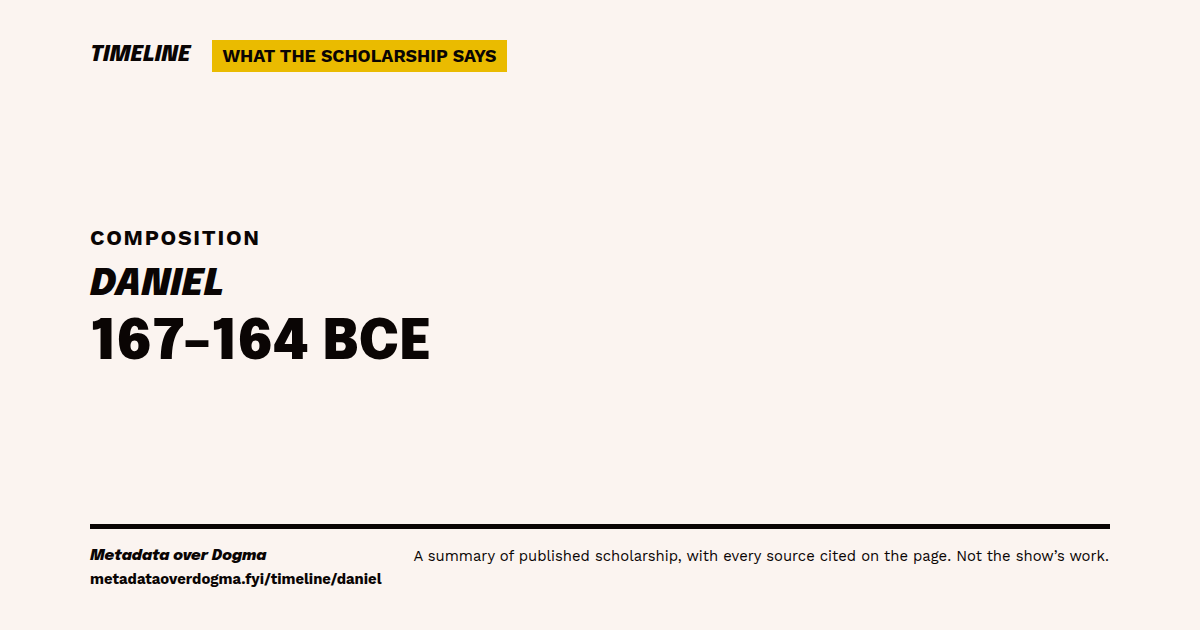 TIMELINE
WHAT THE SCHOLARSHIP SAYS
COMPOSITION
DANIEL
167–164 BCE
Metadata over Dogma
metadataoverdogma.fyi/timeline/daniel
A summary of published scholarship, with every source cited on the page. Not the show’s work.